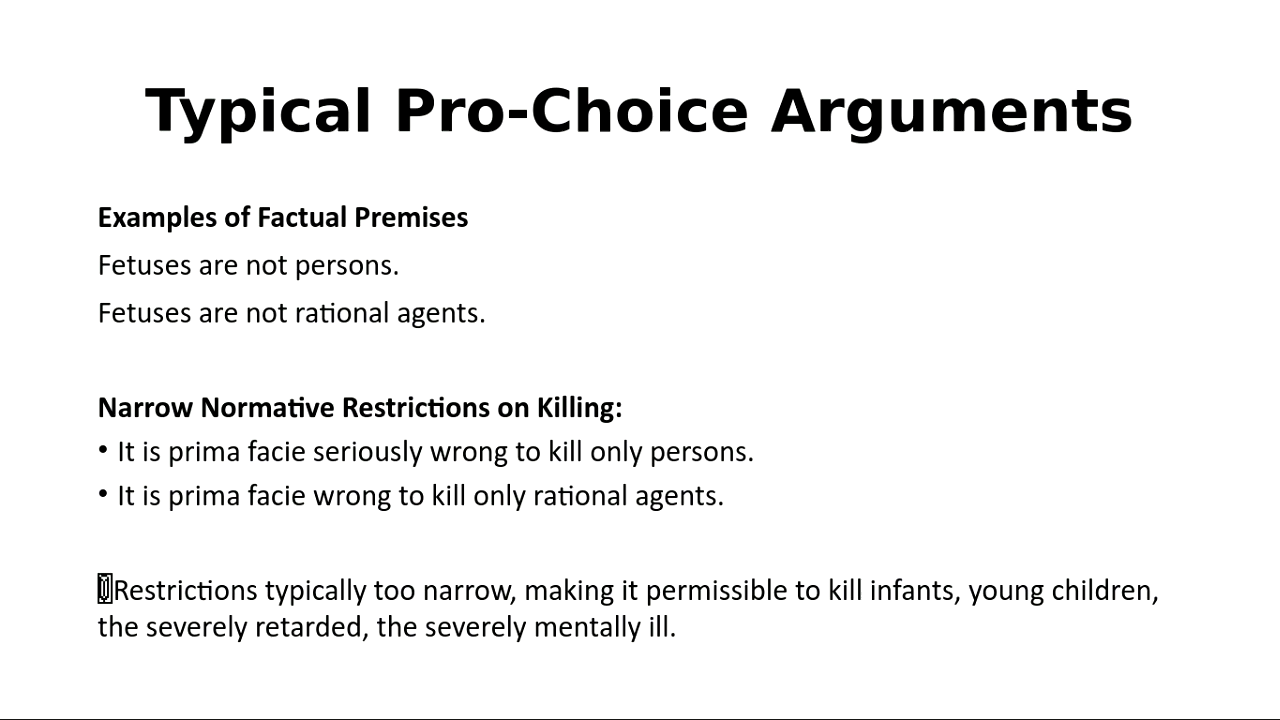 Typical Pro-Choice Arguments
Examples of Factual Premises
Fetuses are not persons.
Fetuses are not rational agents.
Narrow Normative Restrictions on Killing:
• It is prima facie seriously wrong to kill only persons.
• It is prima facie wrong to kill only rational agents.
Restrictions typically too narrow, making it permissible to kill infants, young children,
the severely retarded, the severely mentally ill.